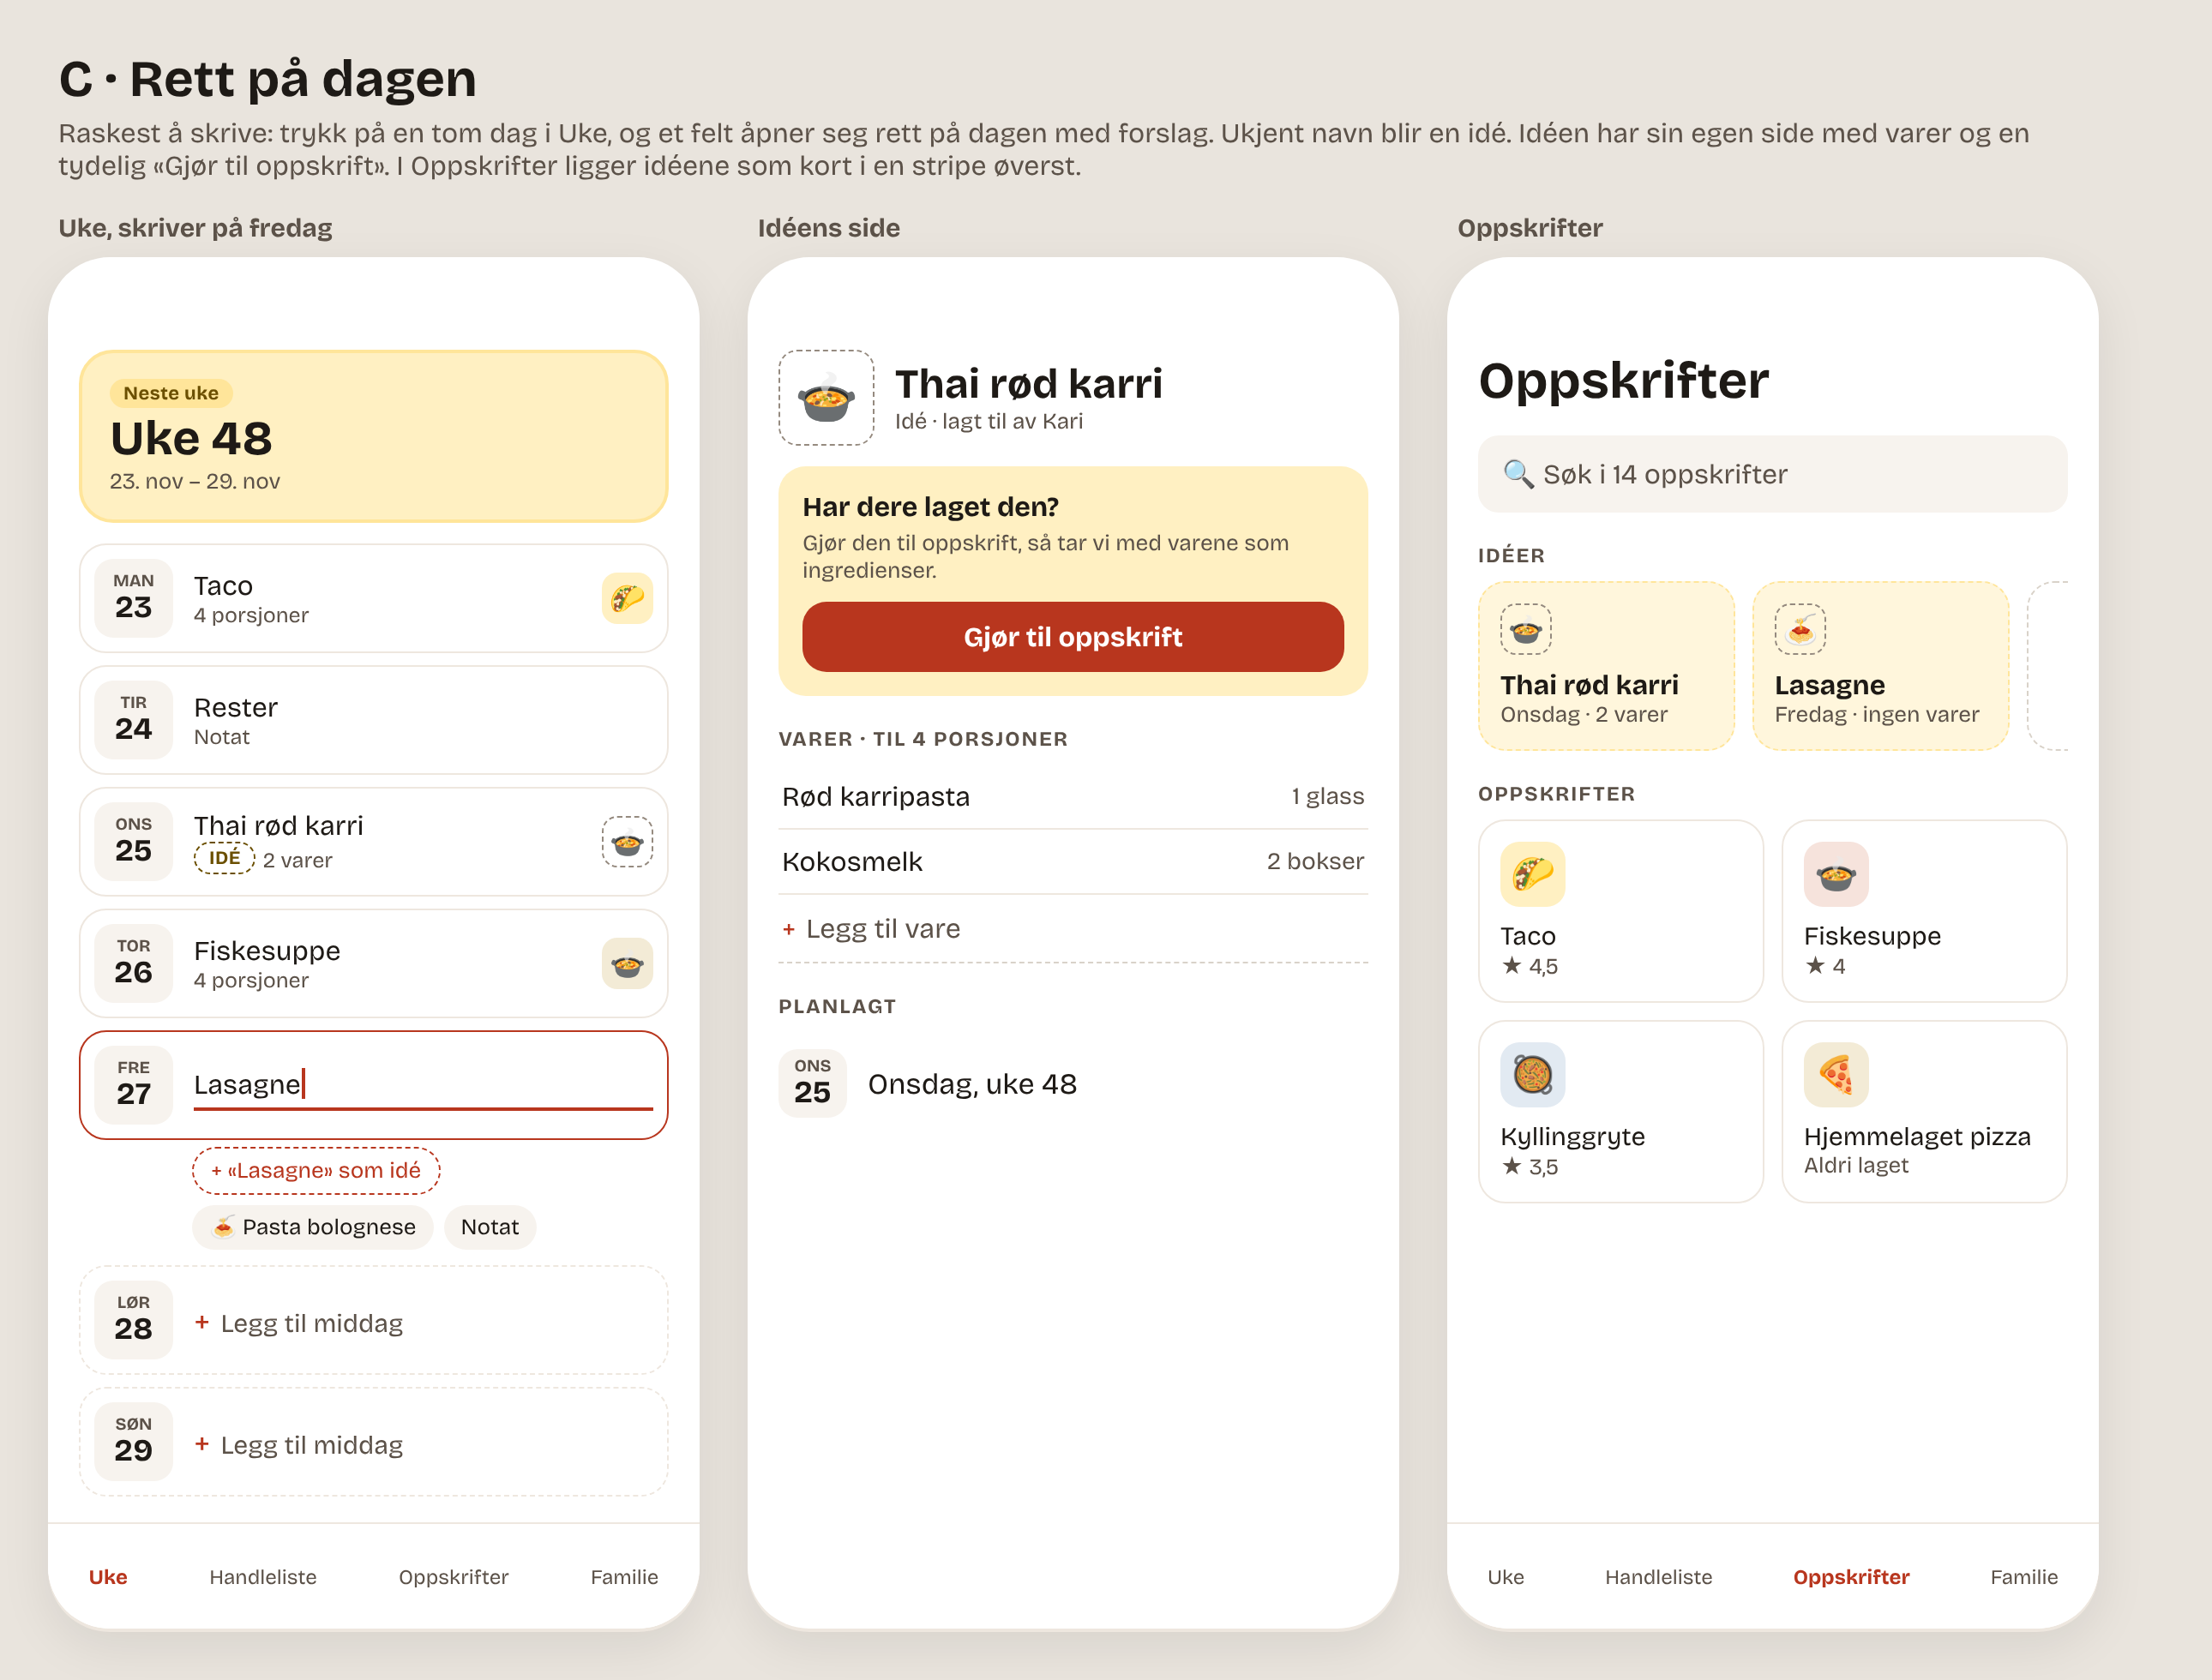 C · Rett på dagen
Raskest å skrive: trykk på en tom dag i Uke, og et felt åpner seg rett på dagen med forslag. Ukjent navn blir en idé. Idéen har sin egen side med varer og en
tydelig «Gjør til oppskrift». I Oppskrifter ligger idéene som kort i en stripe øverst.
Uke, skriver på fredag
Neste uke
Uke 48
23. nov – 29. nov
MAN
23
Taco
4 porsjoner
TIR
24
Rester
Notat
ONS
25
Thai rød karri
IDÉ 2 varer
TOR
26
Fiskesuppe
4 porsjoner
FRE
27
Lasagne
+ «Lasagne» som idé
Pasta bolognese
Notat
LØR
28
+ Legg til middag
SØN
29
+ Legg til middag
Uke
Handleliste
Oppskrifter
Familie
Idéens side
Thai rød karri
Idé · lagt til av Kari
Har dere laget den?
Gjør den til oppskrift, så tar vi med varene som
ingredienser.
Gjør til oppskrift
VARER · TIL 4 PORSJONER
Rød karripasta
1 glass
Kokosmelk
2 bokser
+ Legg til vare
PLANLAGT
ONS
25
Onsdag, uke 48
Oppskrifter
Oppskrifter
Søk i 14 oppskrifter
IDÉER
Thai rød karri
Onsdag · 2 varer
Lasagne
Fredag · ingen varer
OPPSKRIFTER
Taco
★ 4,5
Fiskesuppe
★ 4
Kyllinggryte
★ 3,5
Hjemmelaget pizza
Aldri laget
Uke
Handleliste
Oppskrifter
Familie